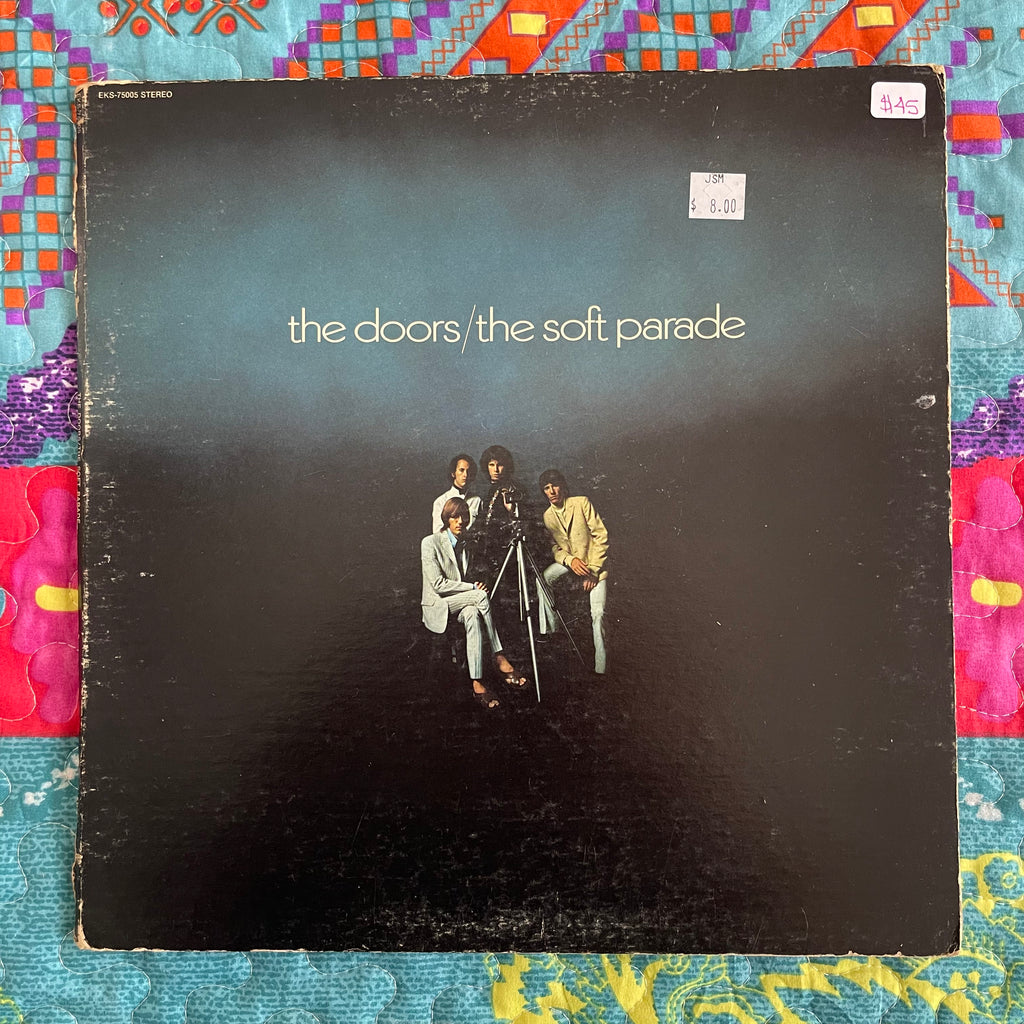 EKS-75005 STEREO
$45
JSM
$ 8.00
the doors/the soft parade